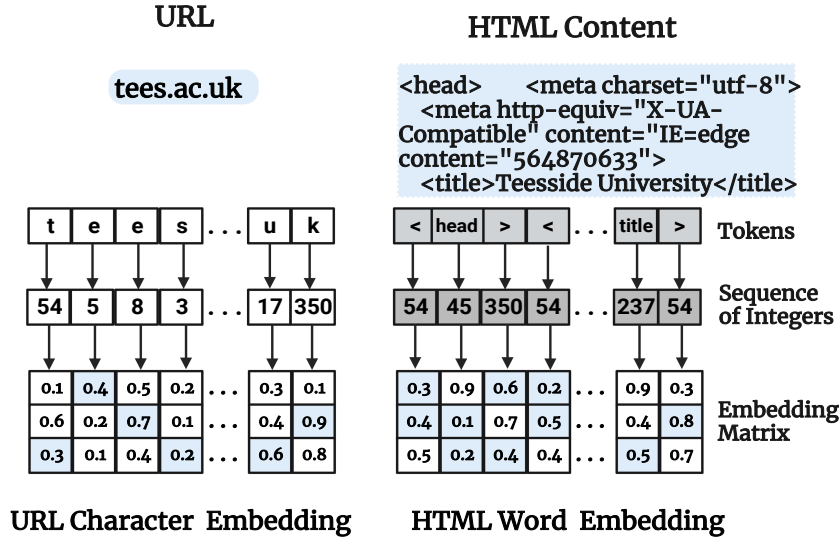 URL
HTML Content
tees.ac.uk
<head> <meta charset="utf-8">
<meta http-equiv="X-UA-
Compatible" content="IE=edge
content="564870633">
<title>Teesside University</title>
t e e s ... u k
< head > < ... title >
Tokens
54 5 8 3 ... 17 350
54 45 350 54 ... 237 54
Sequence
of Integers
0.1 0.4 0.5 0.2 ... 0.3 0.1
0.6 0.2 0.7 0.1 ... 0.4 0.9
0.3 0.1 0.4 0.2 ... 0.6 0.8
0.3 0.9 0.6 0.2 ... 0.9 0.3
0.4 0.1 0.7 0.5 ... 0.4 0.8
0.5 0.2 0.4 0.4 ... 0.5 0.7
Embedding
Matrix
URL Character Embedding
HTML Word Embedding